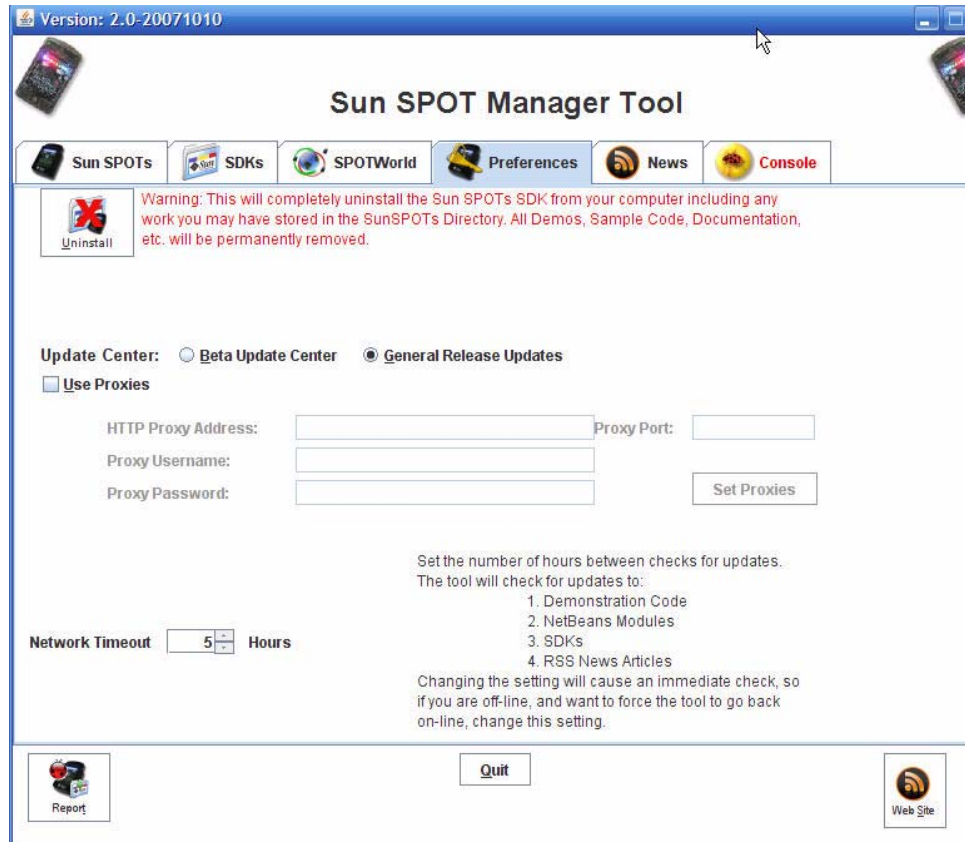 Version: 2.0-20071010
Sun SPOT Manager Tool
Sun SPOTs
SDKs
SPOTWorld
Preferences
News
Console
Uninstall
Warning: This will completely uninstall the Sun SPOTs SDK from your computer including any
work you may have stored in the SunSPOTs Directory. All Demos, Sample Code, Documentation,
etc. will be permanently removed.
Update Center: Beta Update Center General Release Updates
Use Proxies
HTTP Proxy Address: Proxy Port:
Proxy Username:
Proxy Password: Set Proxies
Set the number of hours between checks for updates.
The tool will check for updates to:
1. Demonstration Code
2. NetBeans Modules
3. SDKs
4. RSS News Articles
Changing the setting will cause an immediate check, so
if you are off-line, and want to force the tool to go back
on-line, change this setting.
Network Timeout 5 Hours
Report
Quit
Web Site